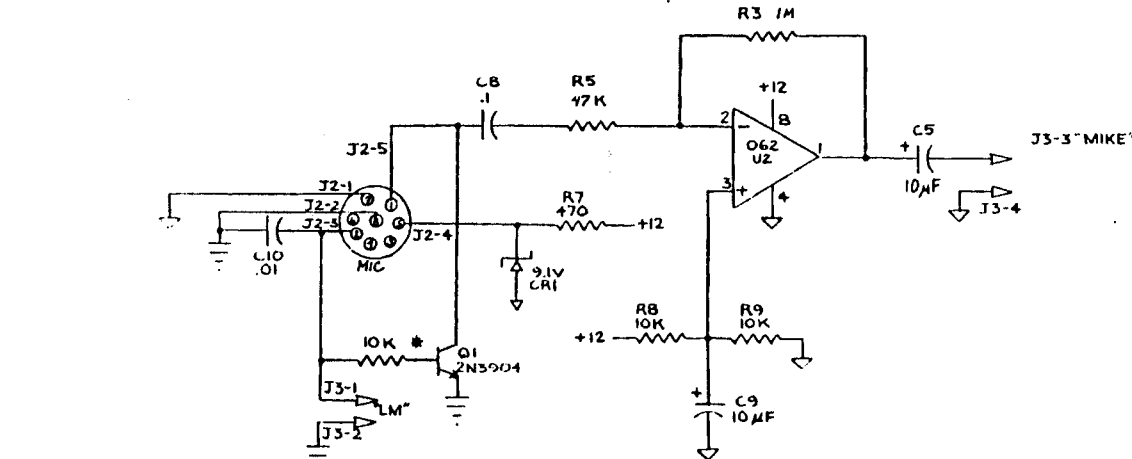 R3 1M
+12
C8
.1
R5
47K
2
-
8
062
U2
1
+
C5
10µF
J3-3 "MIKE"
J3-4
3
+
4
J2-5
J2-1
J2-2
J2-3
J2-4
MIC
C10
.01
R7
470
+12
9.1V
CR1
R8
10K
R9
10K
+12
10K *
Q1
2N3904
J3-1
"LM"
J3-2
+
C9
10µF